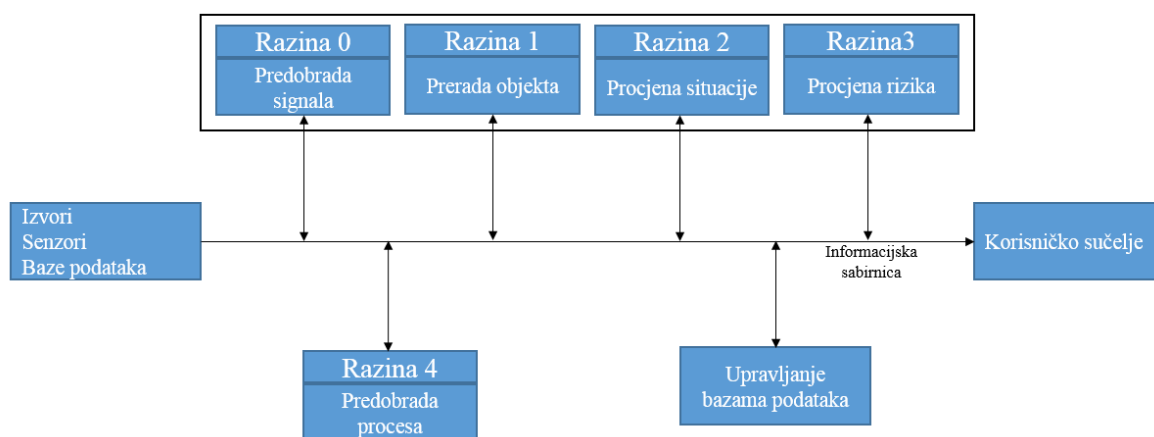 Razina 0
Predobrada
signala
Razina 1
Prerada objekta
Razina 2
Procjena situacije
Razina3
Procjena rizika
Izvori
Senzori
Baze podataka
Informacijska
sabirnica
Korisničko sučelje
Razina 4
Predobrada
procesa
Upravljanje
bazama podataka